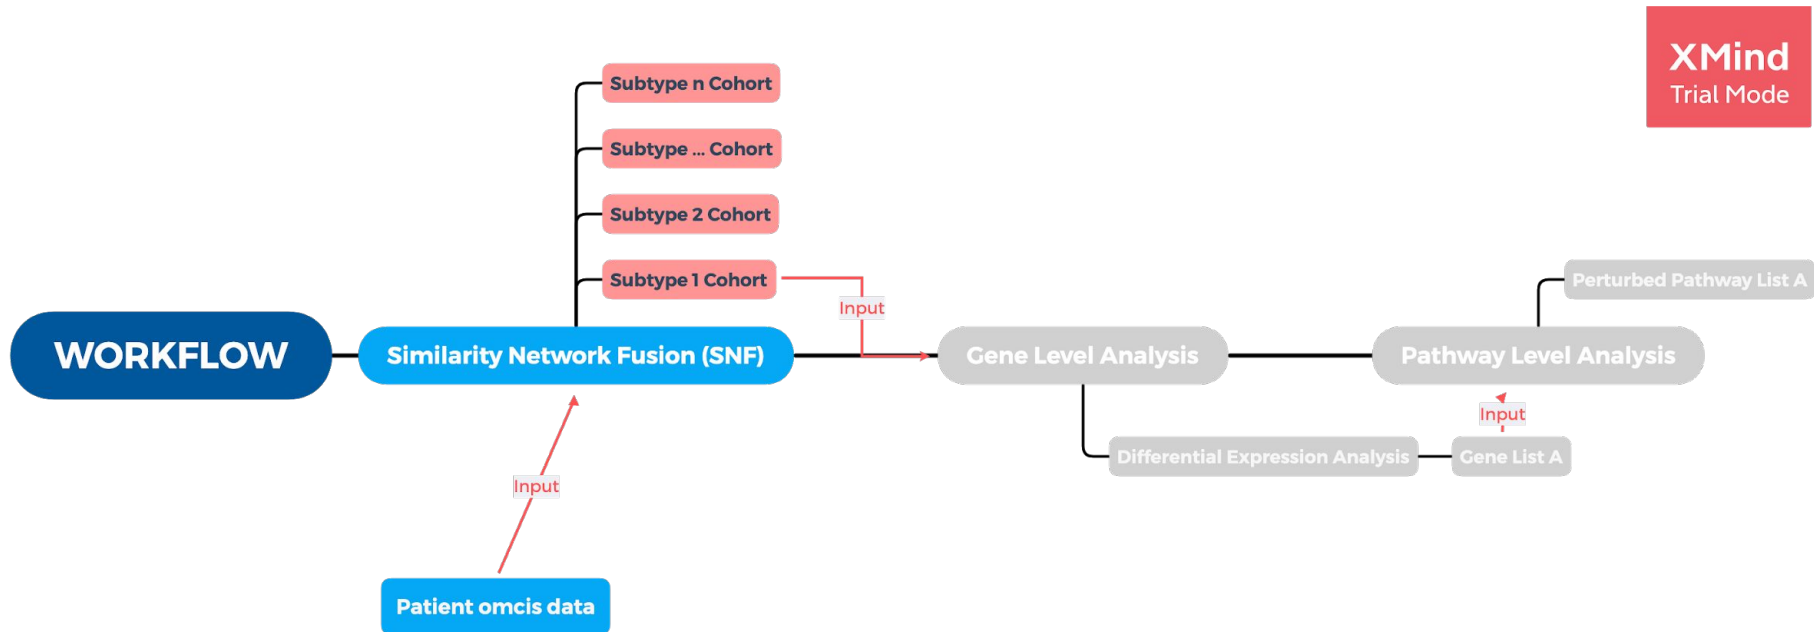 XMind
Trial Mode
Subtype n Cohort
Subtype ... Cohort
Subtype 2 Cohort
Subtype 1 Cohort
Input
Perturbed Pathway List A
WORKFLOW
Similarity Network Fusion (SNF)
Gene Level Analysis
Pathway Level Analysis
Input
Differential Expression Analysis
Gene List A
Input
Patient omcis data